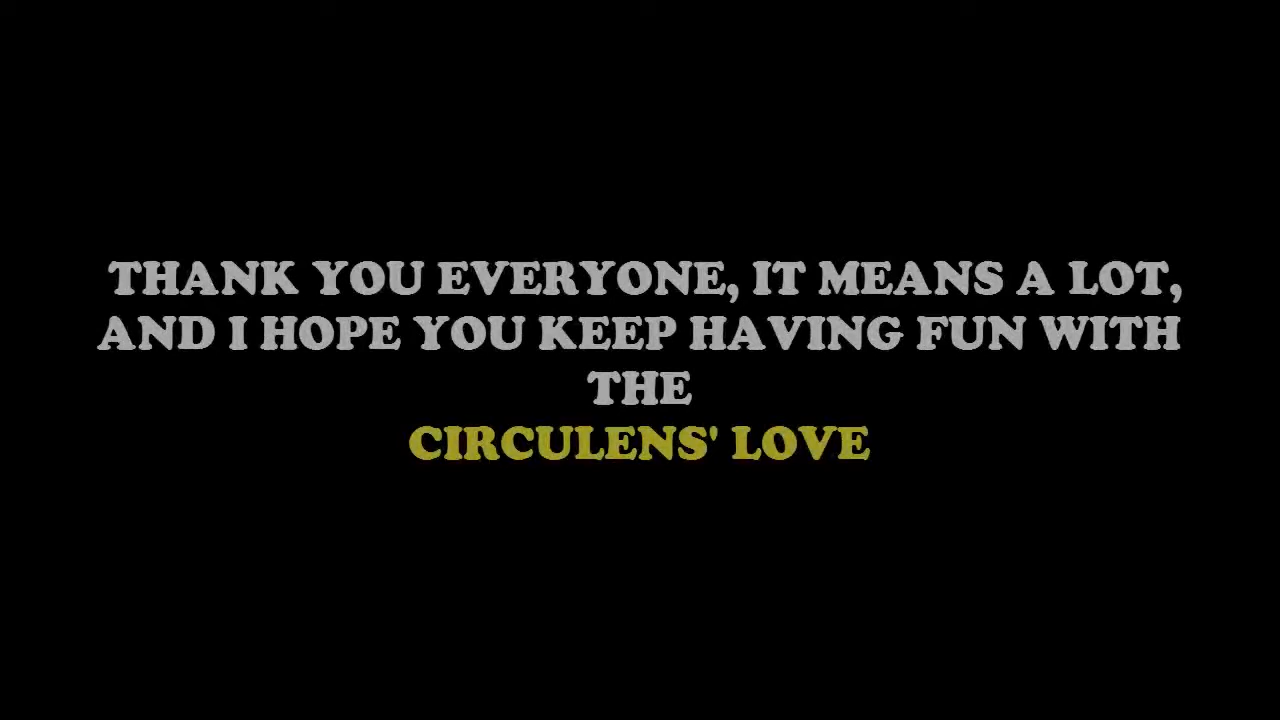 THANK YOU EVERYONE, IT MEANS A LOT,
AND I HOPE YOU KEEP HAVING FUN WITH
THE
CIRCULENS' LOVE